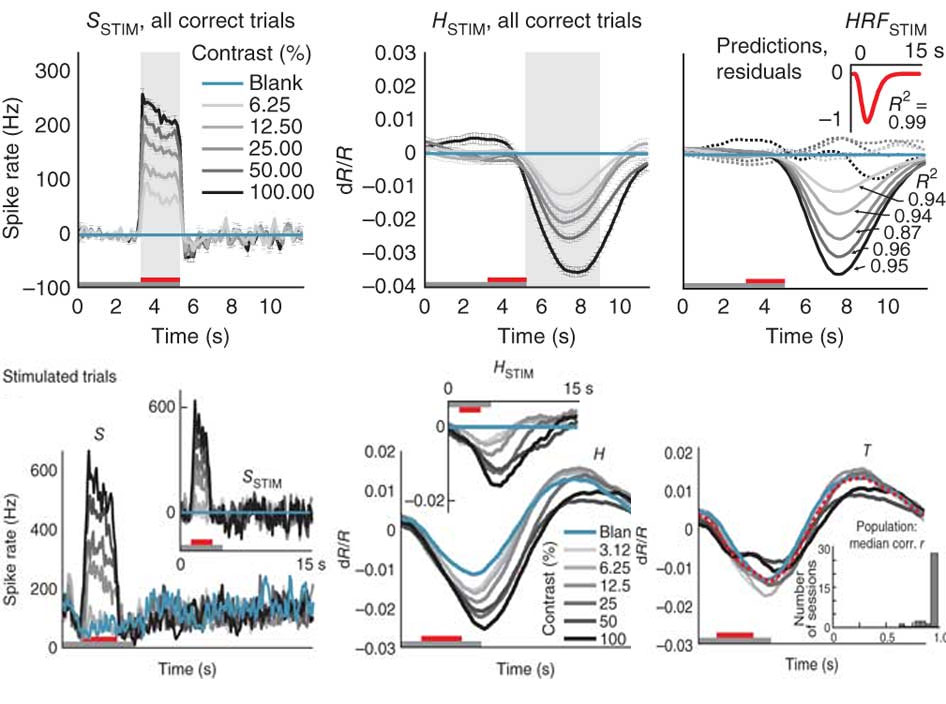 S_STIM, all correct trials
Contrast (%)
Blank
6.25
12.50
25.00
50.00
100.00
Spike rate (Hz)
300
200
100
0
−100
0 2 4 6 8 10
Time (s)
H_STIM, all correct trials
dR/R
0.03
0.02
0.01
0
−0.01
−0.02
−0.03
−0.04
0 2 4 6 8 10
Time (s)
Predictions,
residuals
HRF_STIM
0 15 s
0
−1
R² =
0.99
R²
0.94
0.94
0.87
0.96
0.95
0 2 4 6 8 10
Time (s)
Stimulated trials
S
Spike rate (Hz)
600
400
200
0
Time (s)
600
0
S_STIM
0 15 s
H_STIM
0 15 s
0
−0.02
H
dR/R
0.02
0.01
0
−0.01
−0.02
−0.03
Contrast (%)
Blan
3.12
6.25
12.5
25
50
100
Time (s)
T
dR/R
0.02
0.01
0
−0.01
−0.02
−0.03
Population:
median corr. r
Number
of sessions
30
15
0
0 0.5 1.0
Time (s)